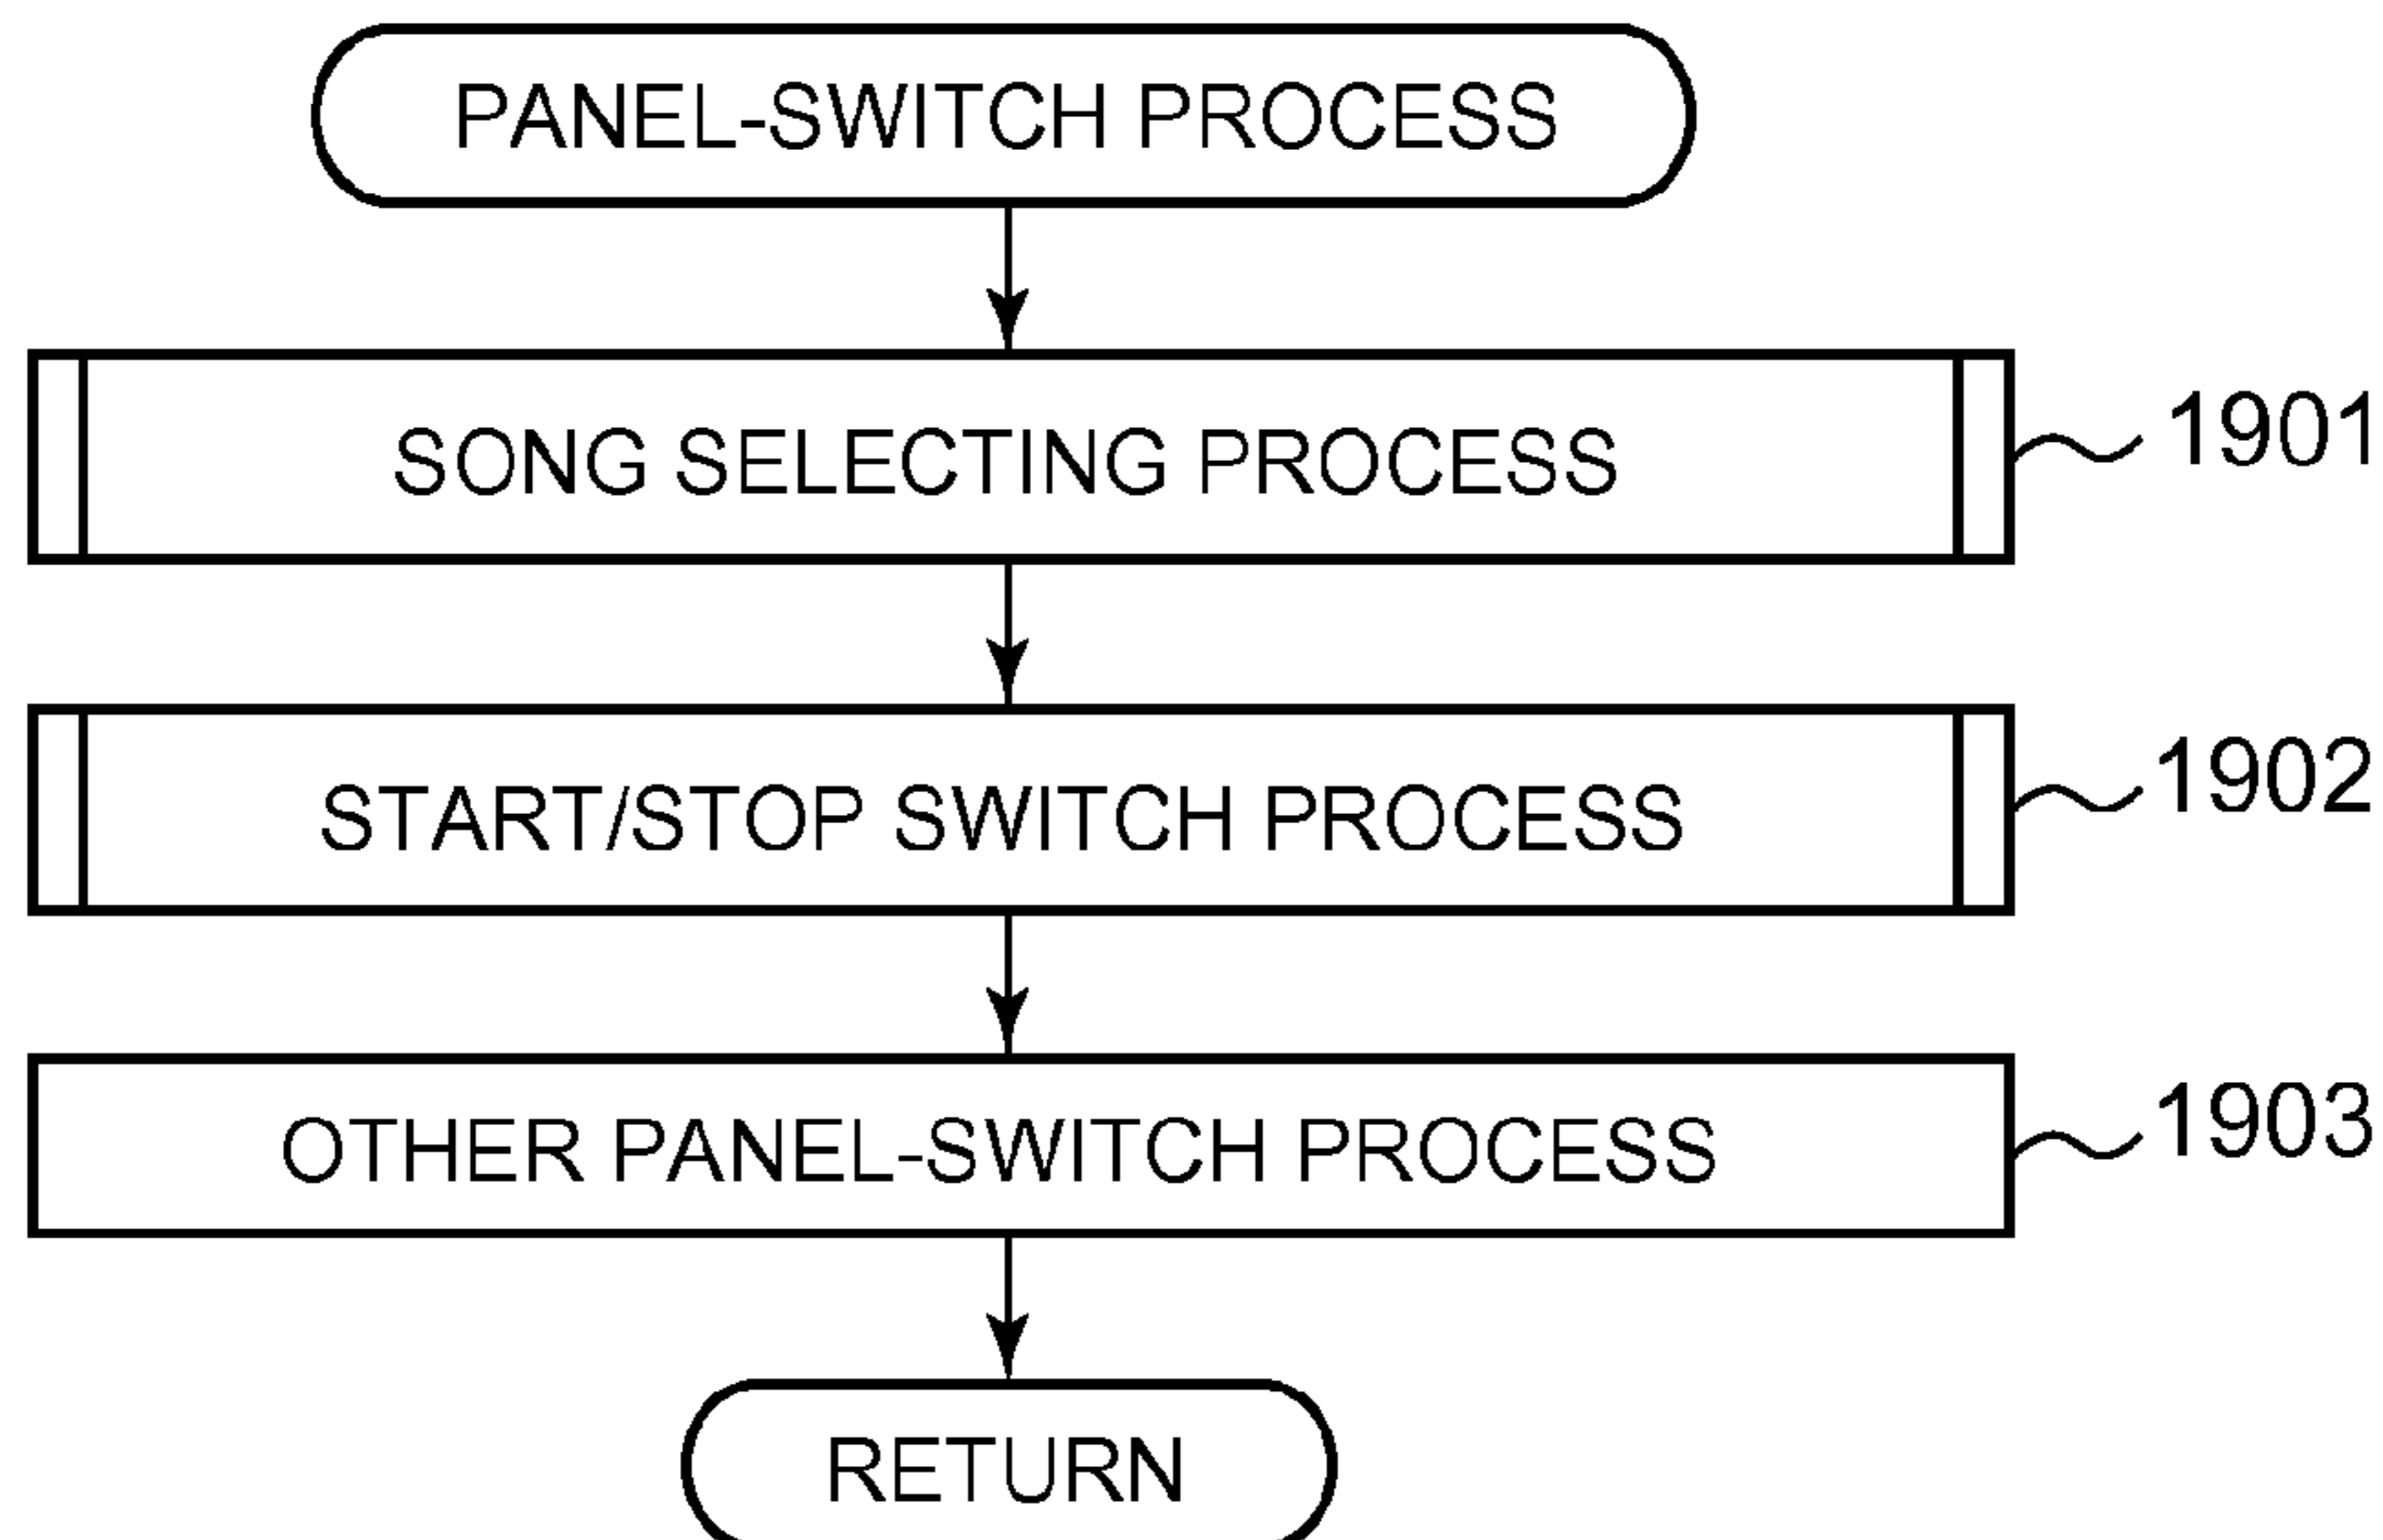 PANEL-SWITCH PROCESS
SONG SELECTING PROCESS
1901
START/STOP SWITCH PROCESS
1902
OTHER PANEL-SWITCH PROCESS
1903
RETURN